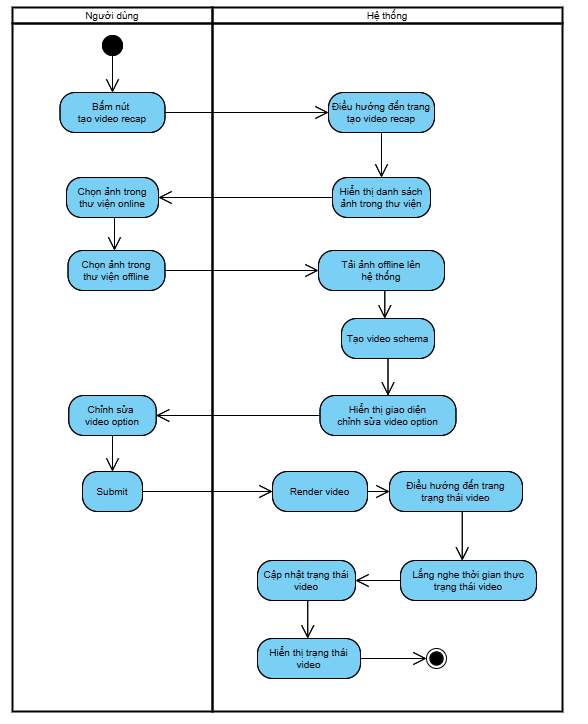 Người dùng
Hệ thống
Bấm nút
tạo video recap
Điều hướng đến trang
tạo video recap
Chọn ảnh trong
thư viện online
Hiển thị danh sách
ảnh trong thư viện
Chọn ảnh trong
thư viện offline
Tải ảnh offline lên
hệ thống
Tạo video schema
Chỉnh sửa
video option
Hiển thị giao diện
chỉnh sửa video option
Submit
Render video
Điều hướng đến trang
trạng thái video
Cập nhật trạng thái
video
Lắng nghe thời gian thực
trạng thái video
Hiển thị trạng thái
video